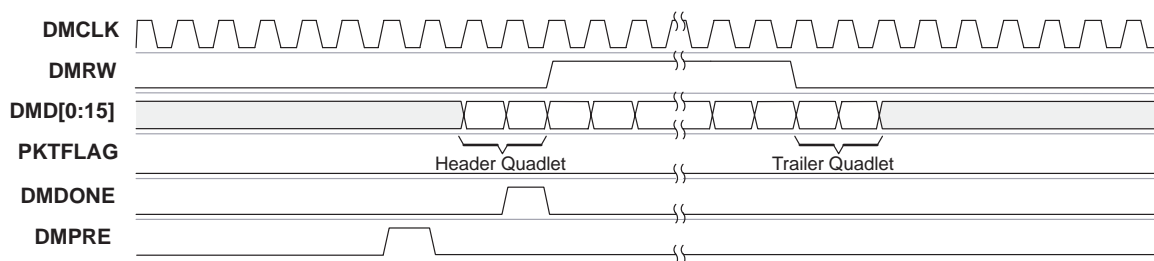 DMCLK
DMRW
DMD[0:15]
PKTFLAG
Header Quadlet
Trailer Quadlet
DMDONE
DMPRE